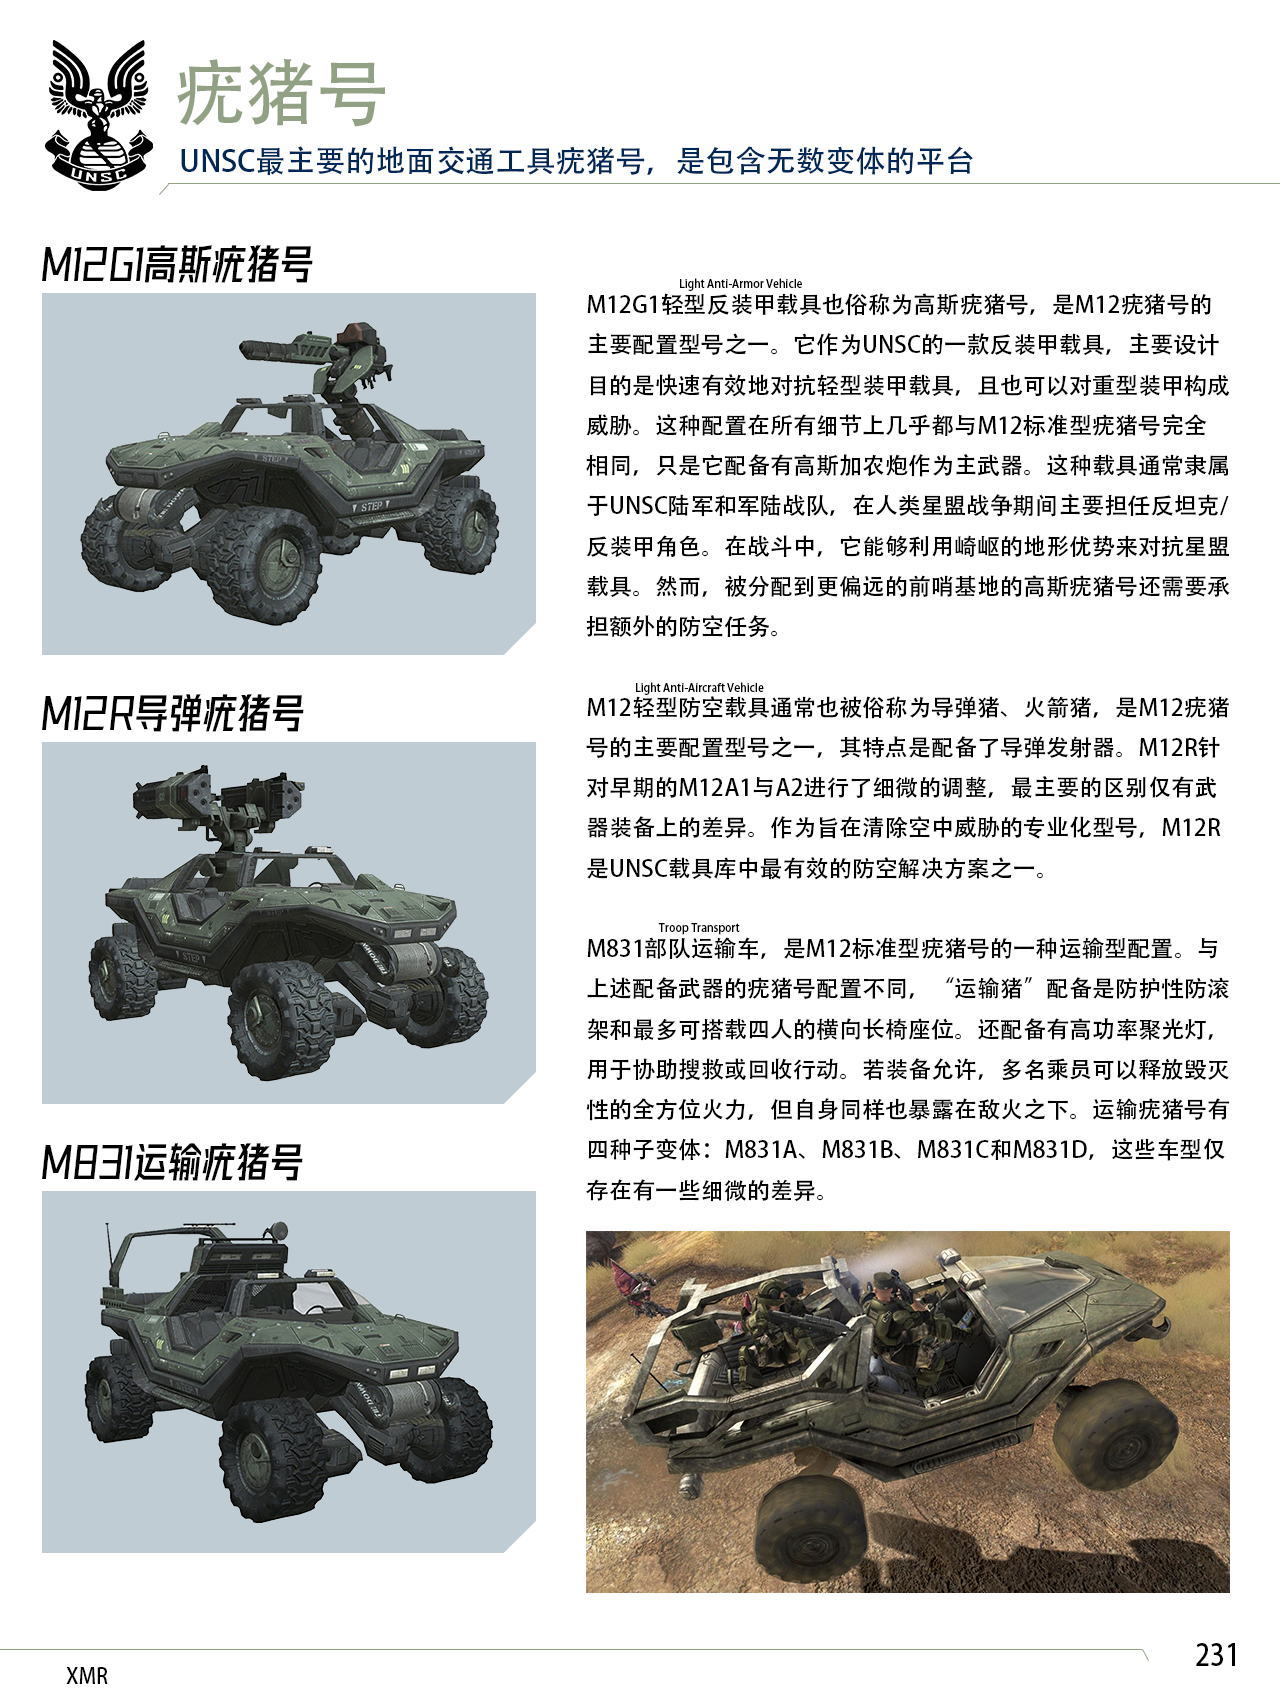 疣猪号
UNSC
UNSC最主要的地面交通工具疣猪号，是包含无数变体的平台
M12G1高斯疣猪号
STEP
STEP
M12R导弹疣猪号
STEP
STEP
M831运输疣猪号
STEP
Light Anti-Armor Vehicle
M12G1轻型反装甲载具也俗称为高斯疣猪号，是M12疣猪号的
主要配置型号之一。它作为UNSC的一款反装甲载具，主要设计
目的是快速有效地对抗轻型装甲载具，且也可以对重型装甲构成
威胁。这种配置在所有细节上几乎都与M12标准型疣猪号完全
相同，只是它配备有高斯加农炮作为主武器。这种载具通常隶属
于UNSC陆军和军陆战队，在人类星盟战争期间主要担任反坦克/
反装甲角色。在战斗中，它能够利用崎岖的地形优势来对抗星盟
载具。然而，被分配到更偏远的前哨基地的高斯疣猪号还需要承
担额外的防空任务。
Light Anti-Aircraft Vehicle
M12轻型防空载具通常也被俗称为导弹猪、火箭猪，是M12疣猪
号的主要配置型号之一，其特点是配备了导弹发射器。M12R针
对早期的M12A1与A2进行了细微的调整，最主要的区别仅有武
器装备上的差异。作为旨在清除空中威胁的专业化型号，M12R
是UNSC载具库中最有效的防空解决方案之一。
Troop Transport
M831部队运输车，是M12标准型疣猪号的一种运输型配置。与
上述配备武器的疣猪号配置不同，“运输猪”配备是防护性防滚
架和最多可搭载四人的横向长椅座位。还配备有高功率聚光灯，
用于协助搜救或回收行动。若装备允许，多名乘员可以释放毁灭
性的全方位火力，但自身同样也暴露在敌火之下。运输疣猪号有
四种子变体：M831A、M831B、M831C和M831D，这些车型仅
存在有一些细微的差异。
231
XMR